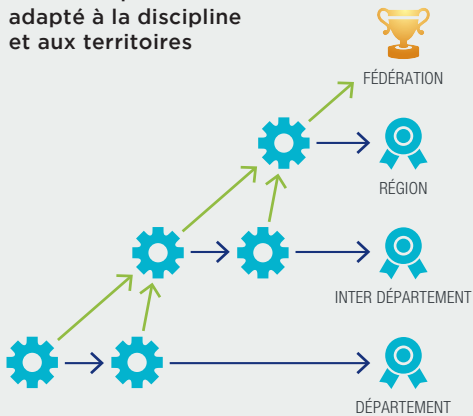 adapté à la discipline
et aux territoires
FÉDÉRATION
RÉGION
INTER DÉPARTEMENT
DÉPARTEMENT